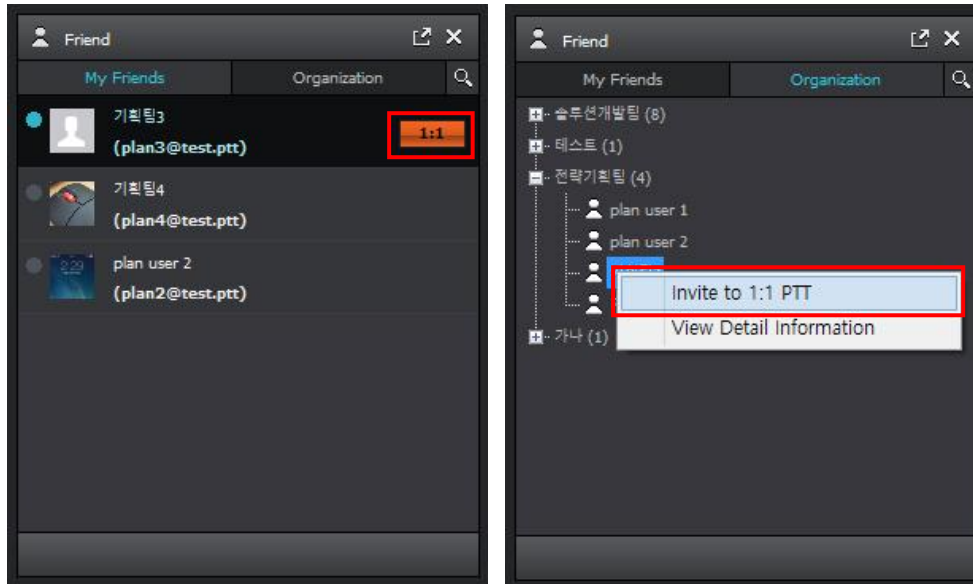 Friend
My Friends
Organization
기획팀3
(plan3@test.ptt)
1:1
기획팀4
(plan4@test.ptt)
2:29
plan user 2
(plan2@test.ptt)
Friend
My Friends
Organization
솔루션개발팀 (8)
테스트 (1)
전략기획팀 (4)
plan user 1
plan user 2
Invite to 1:1 PTT
View Detail Information
가나 (1)